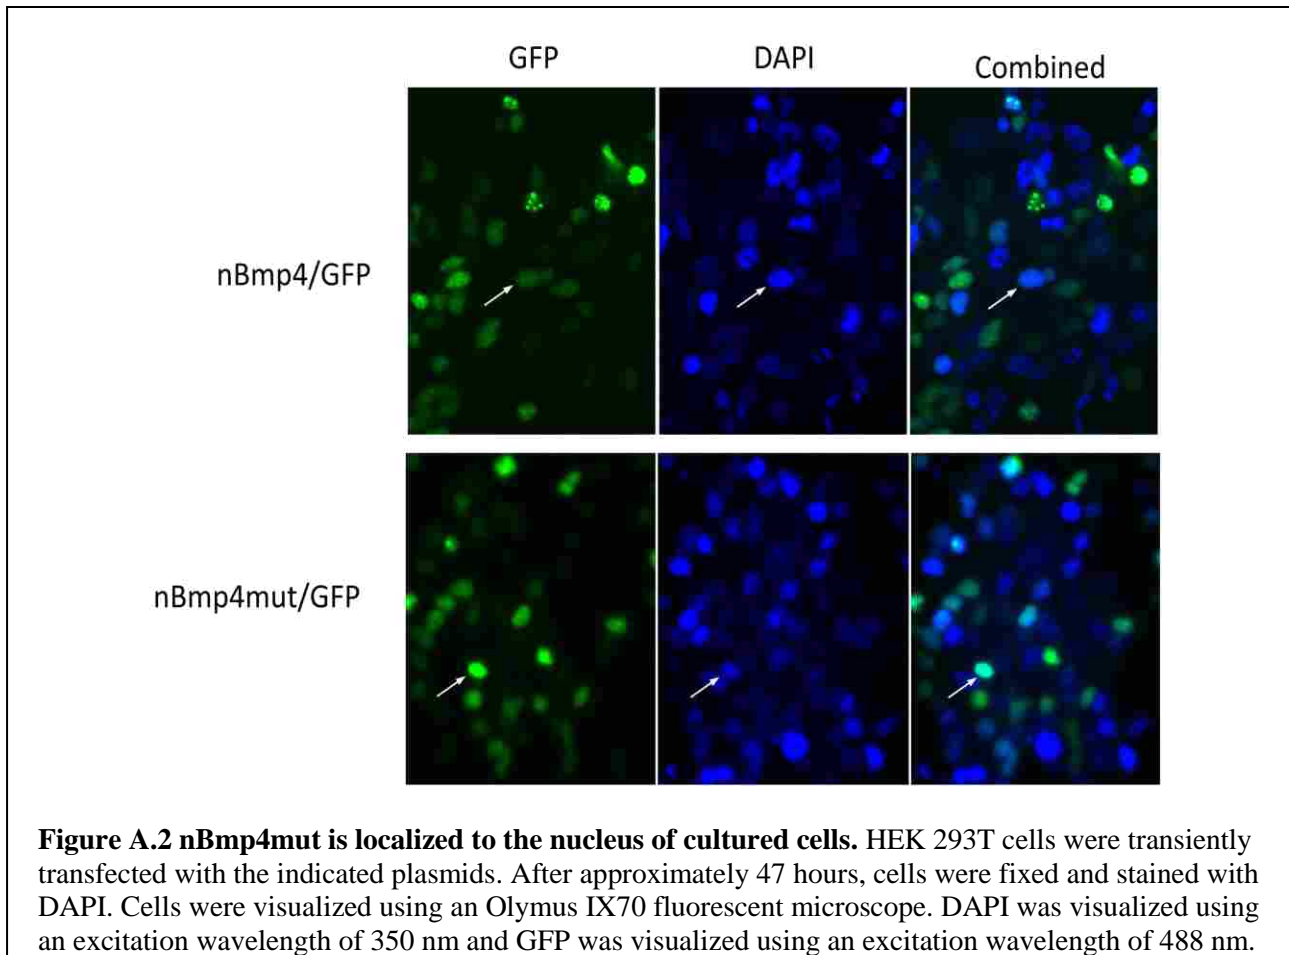 GFP DAPI Combined
nBmp4/GFP
nBmp4mut/GFP
Figure A.2 nBmp4mut is localized to the nucleus of cultured cells. HEK 293T cells were transiently
transfected with the indicated plasmids. After approximately 47 hours, cells were fixed and stained with
DAPI. Cells were visualized using an Olymus IX70 fluorescent microscope. DAPI was visualized using
an excitation wavelength of 350 nm and GFP was visualized using an excitation wavelength of 488 nm.